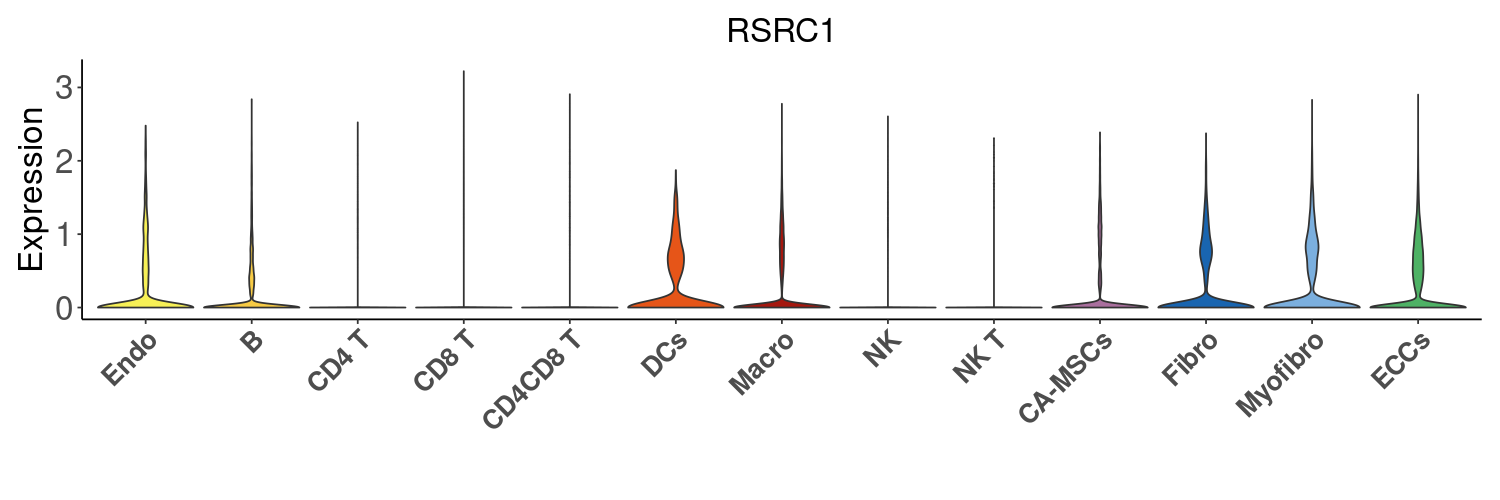 RSRC1
Expression
3
2
1
0
Endo
B
CD4 T
CD8 T
CD4CD8 T
DCs
Macro
NK
NK T
CA-MSCs
Fibro
Myofibro
ECCs